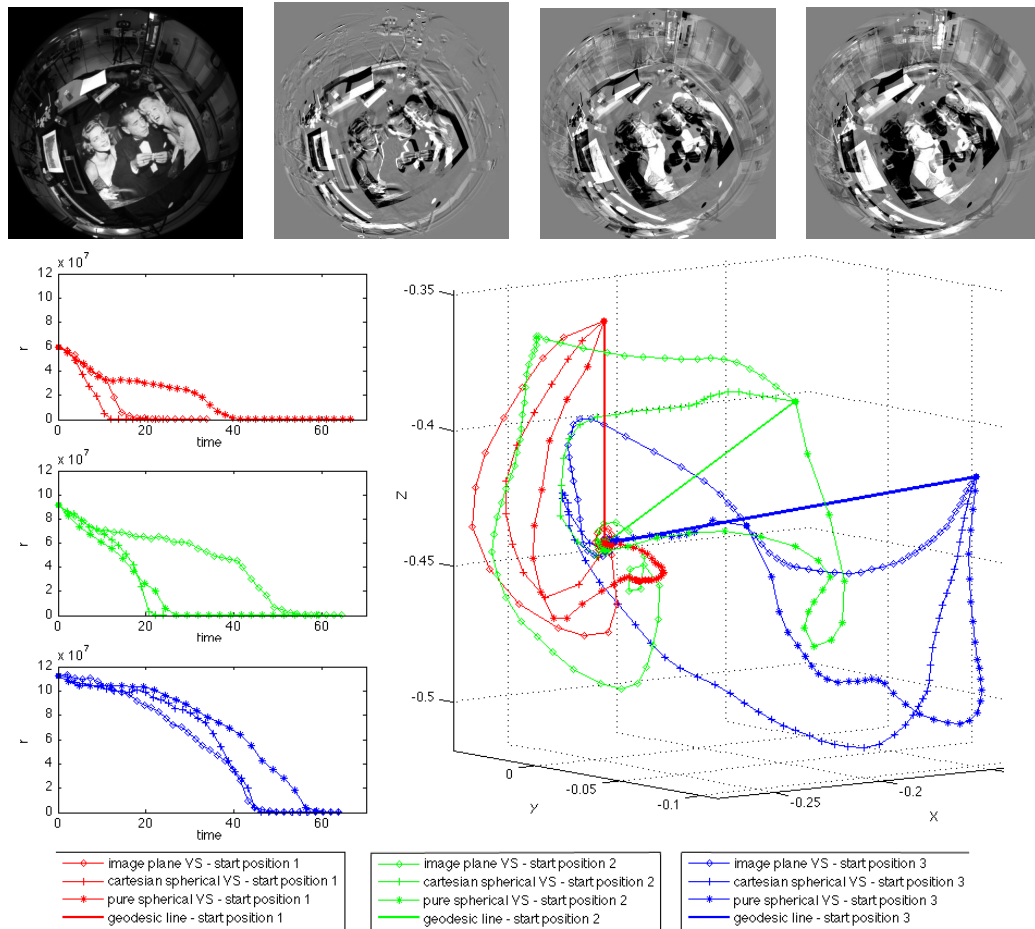 x 10^7
12
10
8
6
4
2
0
r
0 20 40 60
time
x 10^7
12
10
8
6
4
2
0
r
0 20 40 60
time
x 10^7
12
10
8
6
4
2
0
r
0 20 40 60
time
-0.35
-0.4
-0.45
-0.5
Z
0
-0.05
-0.1
Y
-0.25
-0.2
X
image plane VS - start position 1
cartesian spherical VS - start position 1
pure spherical VS - start position 1
geodesic line - start position 1
image plane VS - start position 2
cartesian spherical VS - start position 2
pure spherical VS - start position 2
geodesic line - start position 2
image plane VS - start position 3
cartesian spherical VS - start position 3
pure spherical VS - start position 3
geodesic line - start position 3